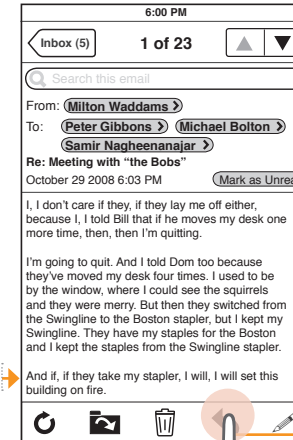 6:00 PM
Inbox (5)
1 of 23
Search this email
From: Milton Waddams >
To: Peter Gibbons > Michael Bolton >
Samir Nagheenanajar >
Re: Meeting with “the Bobs”
October 29 2008 6:03 PM
Mark as Unrea
I, I don't care if they, if they lay me off either,
because I, I told Bill that if he moves my desk one
more time, then, then I'm quitting.
I'm going to quit. And I told Dom too because
they've moved my desk four times. I used to be
by the window, where I could see the squirrels
and they were merry. But then they switched from
the Swingline to the Boston stapler, but I kept my
Swingline. They have my staples for the Boston
and I kept the staples from the Swingline stapler.
And if, if they take my stapler, I will, I will set this
building on fire.